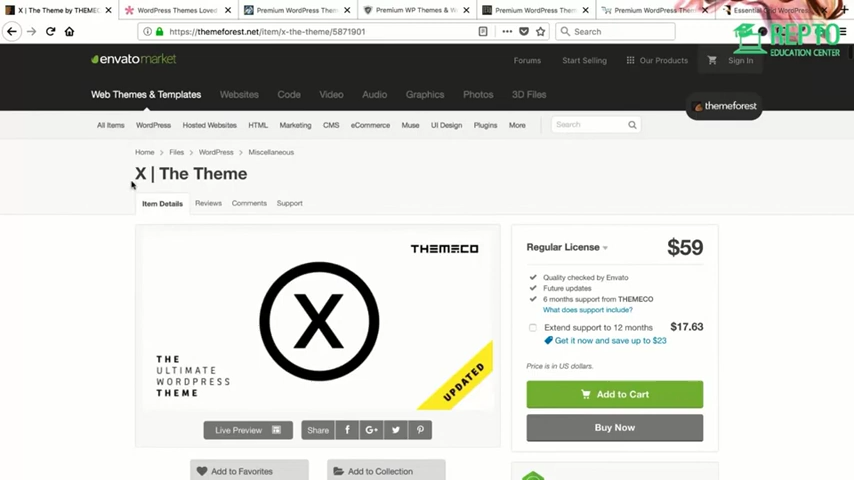 X | The Theme by THEME
WordPress Themes Loved
Premium WordPress Them
Premium WP Themes & W
Premium WordPress Them
Premium WordPress Them
Essential Grid WordPres
https://themeforest.net/item/x-the-theme/5871901
Search
REPTO
EDUCATION CENTER
envatomarket
Forums
Start Selling
Our Products
Sign In
Web Themes & Templates
Websites
Code
Video
Audio
Graphics
Photos
3D Files
themeforest
All Items
WordPress
Hosted Websites
HTML
Marketing
CMS
eCommerce
Muse
UI Design
Plugins
More
Search
Home > Files > WordPress > Miscellaneous
X | The Theme
Item Details
Reviews
Comments
Support
THEMECO
X
THE
ULTIMATE
WORDPRESS
THEME
UPDATED
Live Preview
Share
Add to Favorites
Add to Collection
Regular License
$59
Quality checked by Envato
Future updates
6 months support from THEMECO
What does support include?
Extend support to 12 months
$17.63
Get it now and save up to $23
Price is in US dollars.
Add to Cart
Buy Now